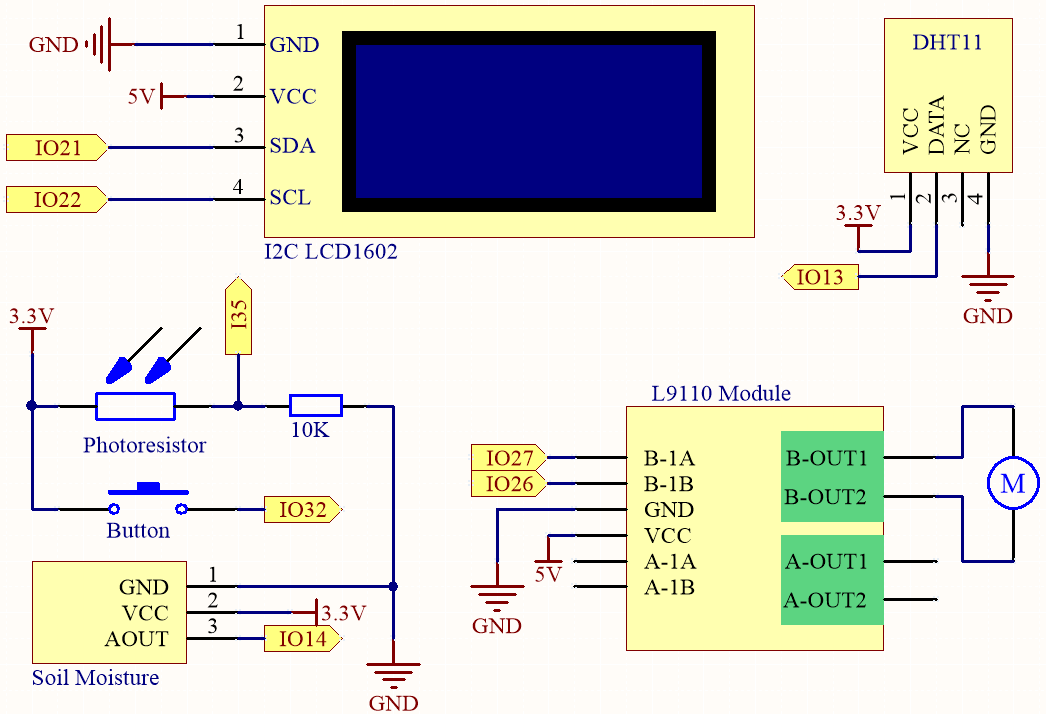 GND
1
GND
5V
2
VCC
IO21
3
SDA
IO22
4
SCL
I2C LCD1602
DHT11
VCC
DATA
NC
GND
1
2
3
4
3.3V
IO13
GND
3.3V
I35
Photoresistor
10K
Button
IO32
GND
1
VCC
2
3.3V
AOUT
3
IO14
Soil Moisture
GND
L9110 Module
IO27
B-1A
IO26
B-1B
GND
VCC
A-1A
A-1B
5V
GND
B-OUT1
B-OUT2
A-OUT1
A-OUT2
M